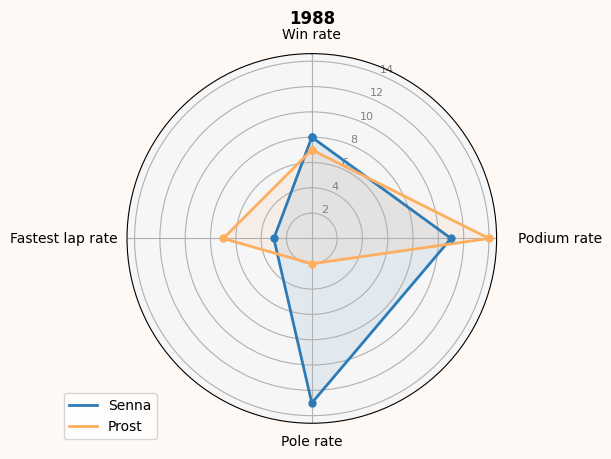 1988
Win rate
14
12
10
8
6
4
2
Fastest lap rate
Podium rate
Senna
Prost
Pole rate